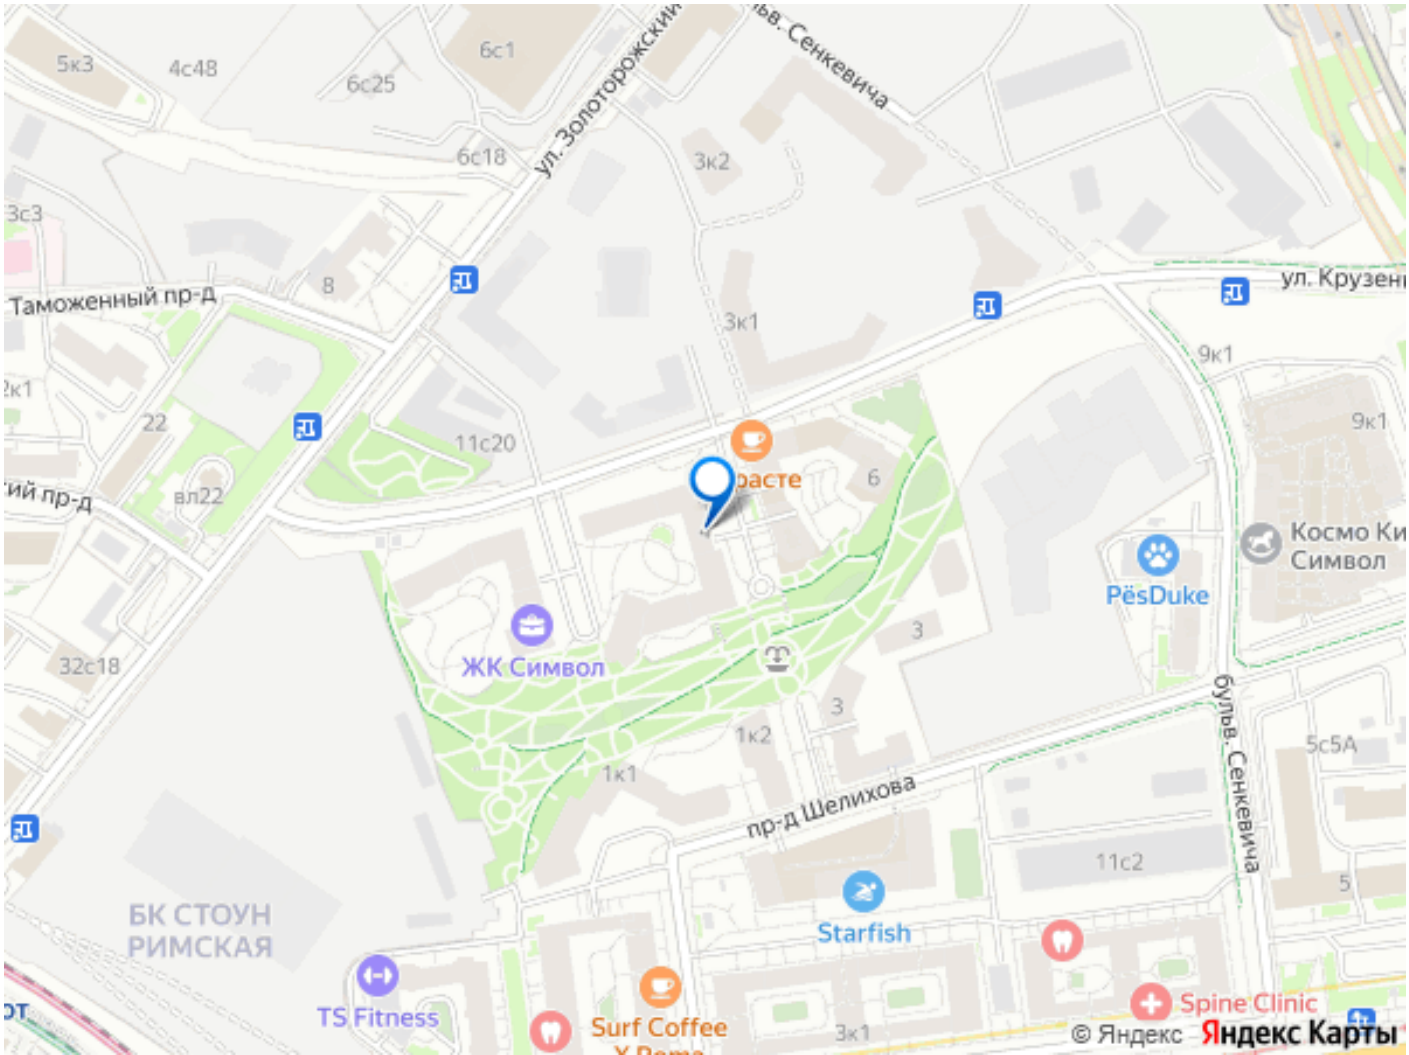 5к3
4с48
6с25
6с1
ул. Золоторожский
бульв. Сенкевича
6с18
3к2
3с3
8
Таможенный пр-д
ул. Крузен
3к1
9к1
2к1
22
11с20
9к1
расте
6
вл22
ий пр-д
4
Космо Ки
Символ
PёsDuke
3
ЖК Символ
32с18
3
1к2
1к1
бульв. Сенкевича
5с5А
пр-д Шелихова
11с2
5
БК СТОУН
РИМСКАЯ
Starfish
TS Fitness
Surf Coffee
X Roma
3к1
Spine Clinic
© Яндекс Яндекс Карты